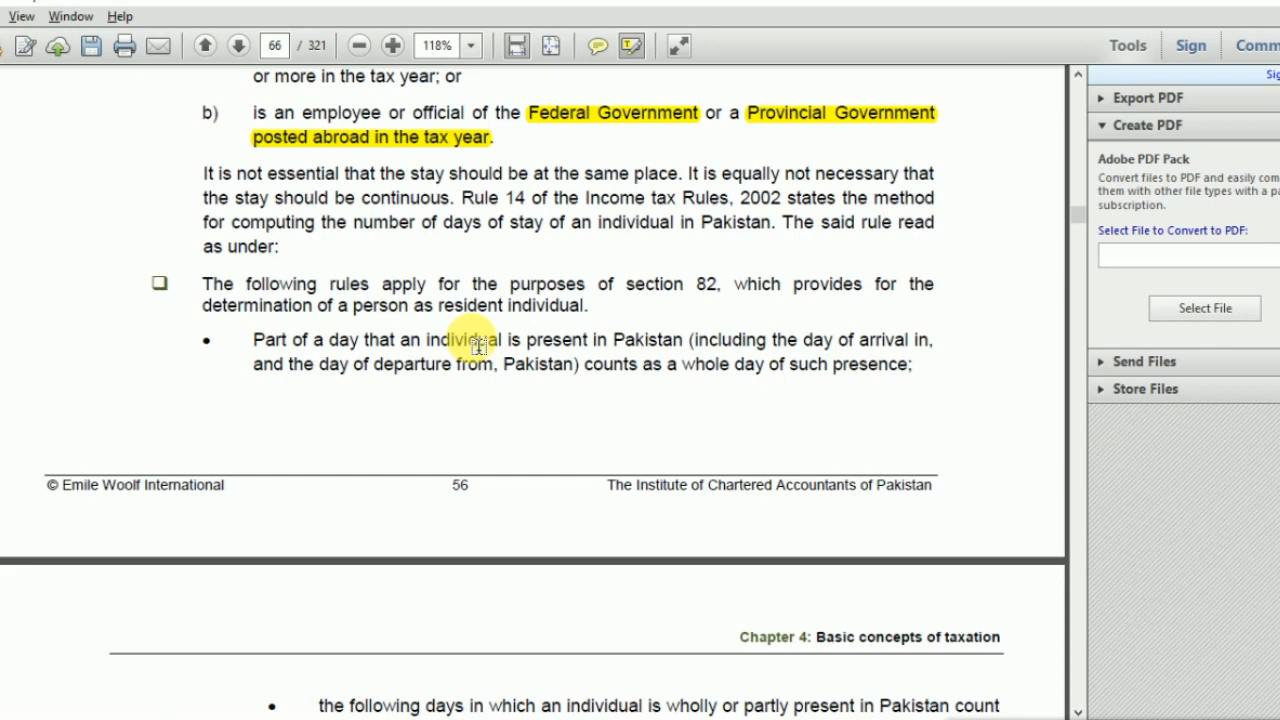 View Window Help
66 / 321 118% Tools Sign Comm
or more in the tax year; or
b) is an employee or official of the Federal Government or a Provincial Government
posted abroad in the tax year.
It is not essential that the stay should be at the same place. It is equally not necessary that
the stay should be continuous. Rule 14 of the Income tax Rules, 2002 states the method
for computing the number of days of stay of an individual in Pakistan. The said rule read
as under:
❑ The following rules apply for the purposes of section 82, which provides for the
determination of a person as resident individual.
• Part of a day that an individual is present in Pakistan (including the day of arrival in,
and the day of departure from, Pakistan) counts as a whole day of such presence;
© Emile Woolf International 56 The Institute of Chartered Accountants of Pakistan
Chapter 4: Basic concepts of taxation
• the following days in which an individual is wholly or partly present in Pakistan count
Sig
Export PDF
Create PDF
Adobe PDF Pack
Convert files to PDF and easily com
them with other file types with a pa
subscription.
Select File to Convert to PDF:
Select File
Send Files
Store Files